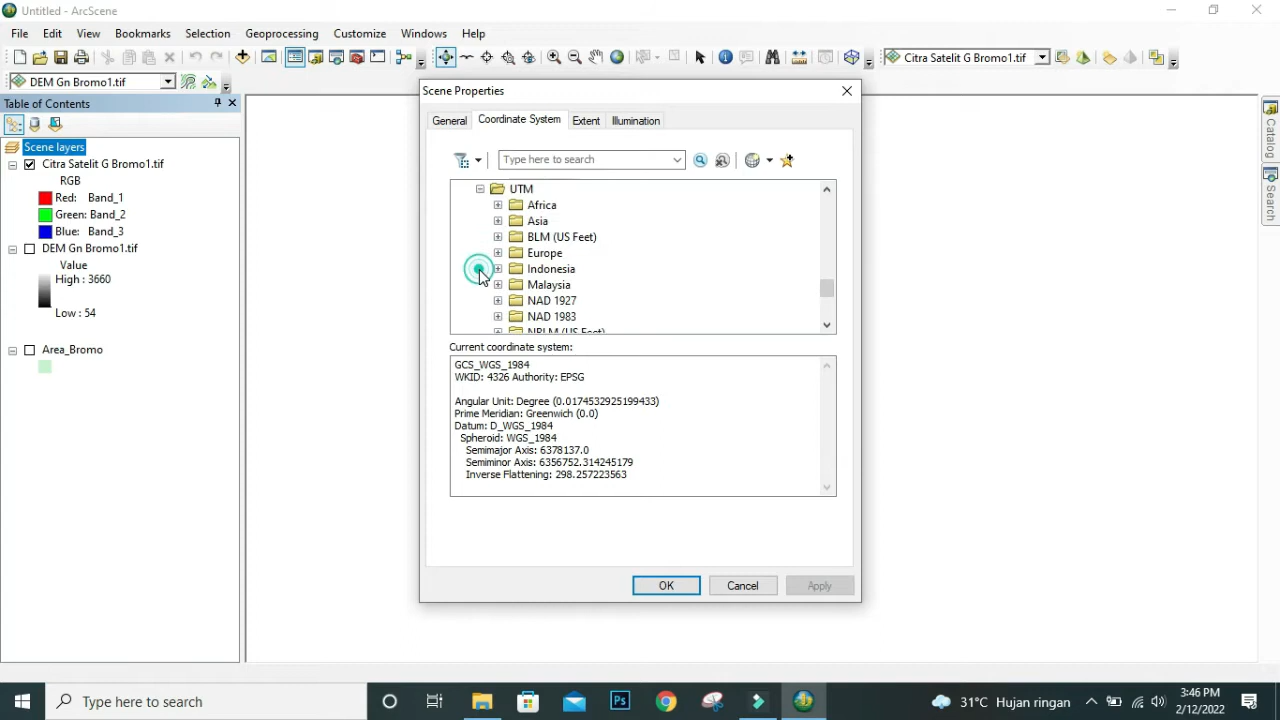 Untitled - ArcScene
File Edit View Bookmarks Selection Geoprocessing Customize Windows Help
Citra Satelit G Bromo1.tif
DEM Gn Bromo1.tif
Table of Contents
Scene layers
Citra Satelit G Bromo1.tif
RGB
Red: Band_1
Green: Band_2
Blue: Band_3
DEM Gn Bromo1.tif
Value
High : 3660
Low : 54
Area_Bromo
Scene Properties
General Coordinate System Extent Illumination
Type here to search
UTM
Africa
Asia
BLM (US Feet)
Europe
Indonesia
Malaysia
NAD 1927
NAD 1983
NRLM (US Feet)
Current coordinate system:
GCS_WGS_1984
WKID: 4326 Authority: EPSG
Angular Unit: Degree (0.0174532925199433)
Prime Meridian: Greenwich (0.0)
Datum: D_WGS_1984
Spheroid: WGS_1984
Semimajor Axis: 6378137.0
Semiminor Axis: 6356752.314245179
Inverse Flattening: 298.257223563
OK Cancel Apply
Catalog
Search
Type here to search
Ps
31°C Hujan ringan
3:46 PM
2/12/2022